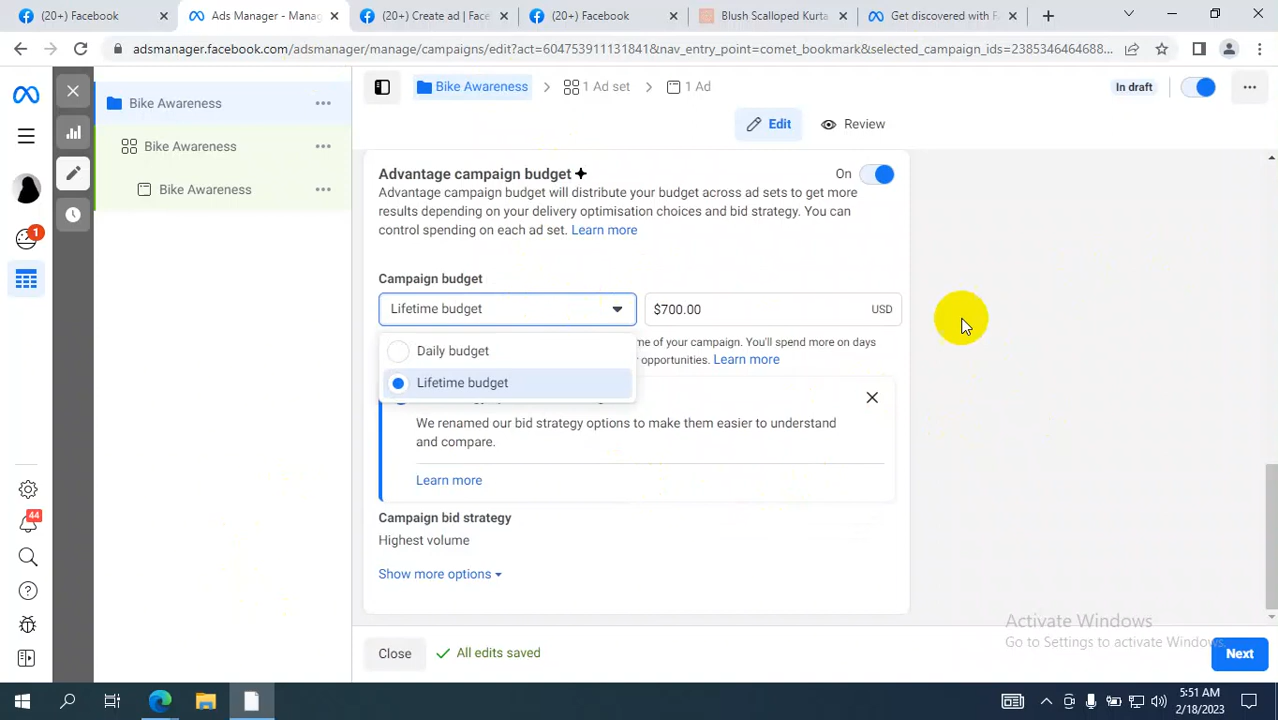 (20+) Facebook
Ads Manager - Manag
(20+) Create ad | Face
(20+) Facebook
Blush Scalloped Kurta
Get discovered with FA
adsmanager.facebook.com/adsmanager/manage/campaigns/edit?act=604753911131841&nav_entry_point=comet_bookmark&selected_campaign_ids=2385346464688...
Bike Awareness
Bike Awareness
Bike Awareness
Bike Awareness
1 Ad set
1 Ad
In draft
Edit
Review
Advantage campaign budget
On
Advantage campaign budget will distribute your budget across ad sets to get more
results depending on your delivery optimisation choices and bid strategy. You can
control spending on each ad set. Learn more
Campaign budget
Lifetime budget
$700.00
USD
Daily budget
Lifetime budget
me of your campaign. You'll spend more on days
opportunities. Learn more
We renamed our bid strategy options to make them easier to understand
and compare.
Learn more
Campaign bid strategy
Highest volume
Show more options
1
44
Close
All edits saved
Activate Windows
Go to Settings to activate Windows.
Next
5:51 AM
2/18/2023